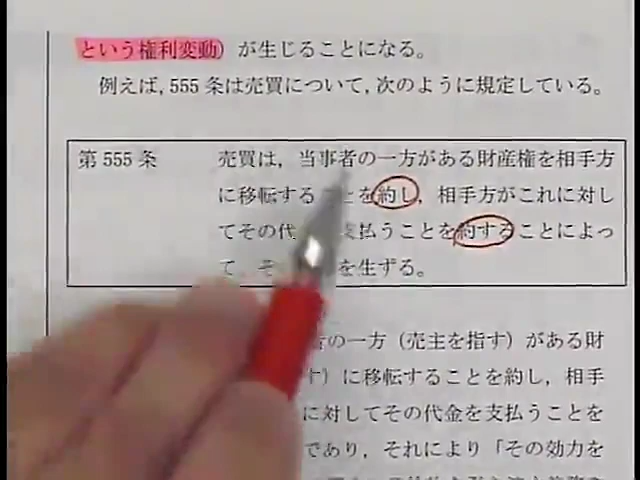 という権利変動）が生じることになる。
例えば, 555 条は売買について, 次のように規定している。
第 555 条　売買は，当事者の一方がある財産権を相手方
に移転する とを約し，相手方がこれに対し
てその代 支払うことを約することによっ
て，そ を生ずる。
の一方（売主を指す）がある財
す）に移転することを約し，相手
に対してその代金を支払うことを
であり，それにより「その効力を